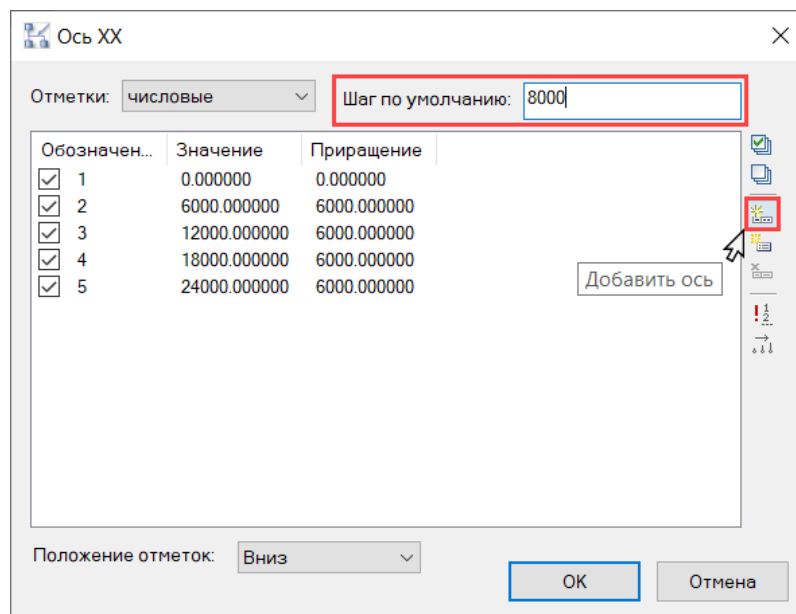 Ось XX
Отметки: числовые Шаг по умолчанию: 8000
Обозначен... Значение Приращение
1 0.000000 0.000000
2 6000.000000 6000.000000
3 12000.000000 6000.000000
4 18000.000000 6000.000000
5 24000.000000 6000.000000
Добавить ось
Положение отметок: Вниз
OK Отмена